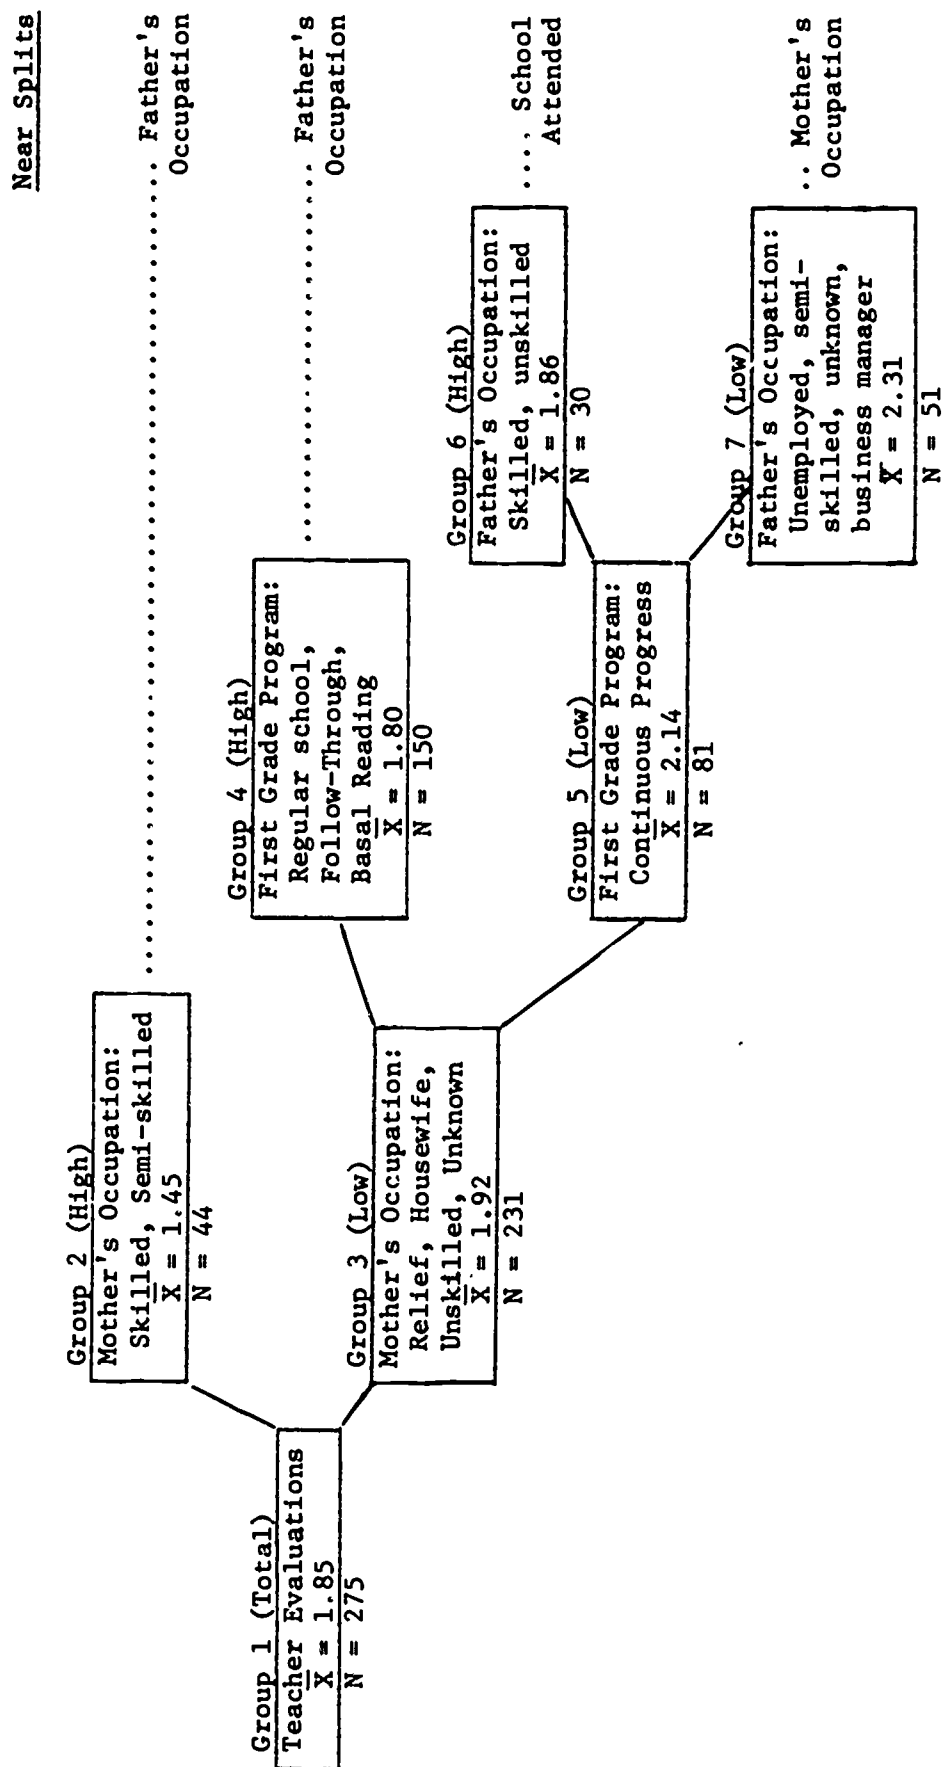 Near Splits
Group 1 (Total)
Teacher Evaluations
X̄ = 1.85
N = 275
Group 2 (High)
Mother's Occupation:
Skilled, Semi-skilled
X̄ = 1.45
N = 44
Father's
Occupation
Group 3 (Low)
Mother's Occupation:
Relief, Housewife,
Unskilled, Unknown
X̄ = 1.92
N = 231
Group 4 (High)
First Grade Program:
Regular school,
Follow-Through,
Basal Reading
X̄ = 1.80
N = 150
Father's
Occupation
Group 5 (Low)
First Grade Program:
Continuous Progress
X̄ = 2.14
N = 81
Group 6 (High)
Father's Occupation:
Skilled, unskilled
X̄ = 1.86
N = 30
School
Attended
Group 7 (Low)
Father's Occupation:
Unemployed, semi-
skilled, unknown,
business manager
X̄ = 2.31
N = 51
Mother's
Occupation